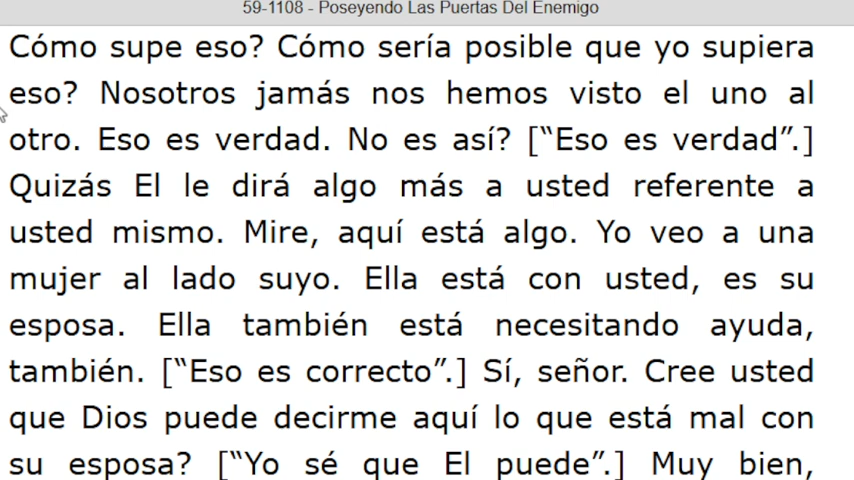 59-1108 - Poseyendo Las Puertas Del Enemigo
Cómo supe eso? Cómo sería posible que yo supiera
eso? Nosotros jamás nos hemos visto el uno al
otro. Eso es verdad. No es así? [“Eso es verdad”.]
Quizás El le dirá algo más a usted referente a
usted mismo. Mire, aquí está algo. Yo veo a una
mujer al lado suyo. Ella está con usted, es su
esposa. Ella también está necesitando ayuda,
también. [“Eso es correcto”.] Sí, señor. Cree usted
que Dios puede decirme aquí lo que está mal con
su esposa? [“Yo sé que El puede”.] Muy bien,